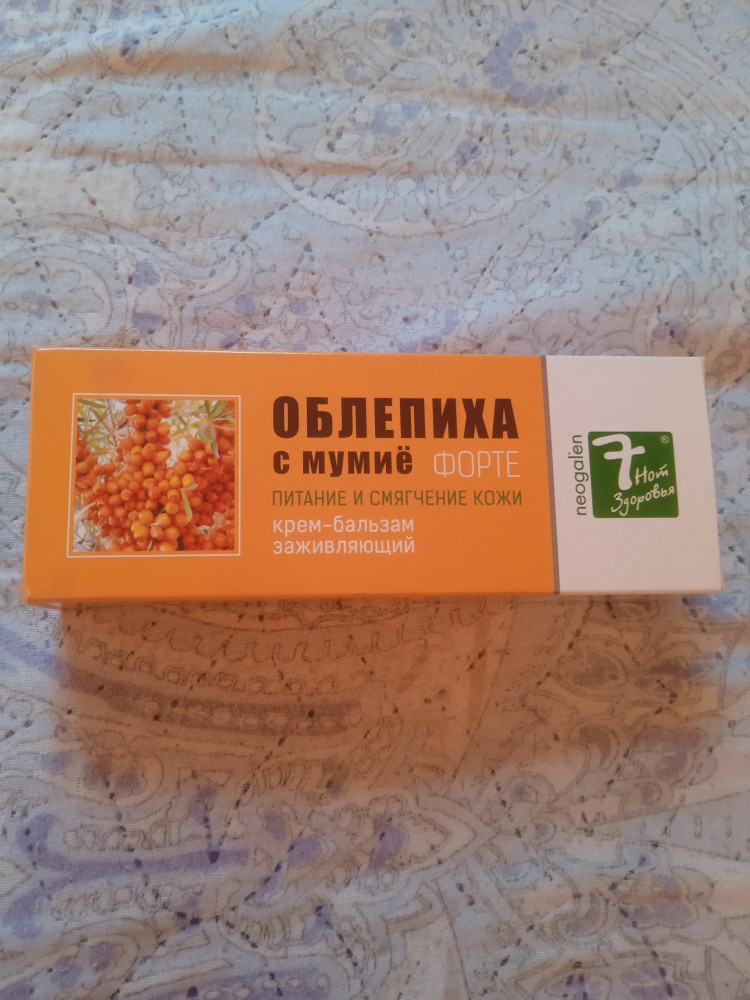 ОБЛЕПИХА
с мумиё ФОРТЕ
ПИТАНИЕ И СМЯГЧЕНИЕ КОЖИ
крем-бальзам
заживляющий
neogalen
7 Нот
Здоровья
®